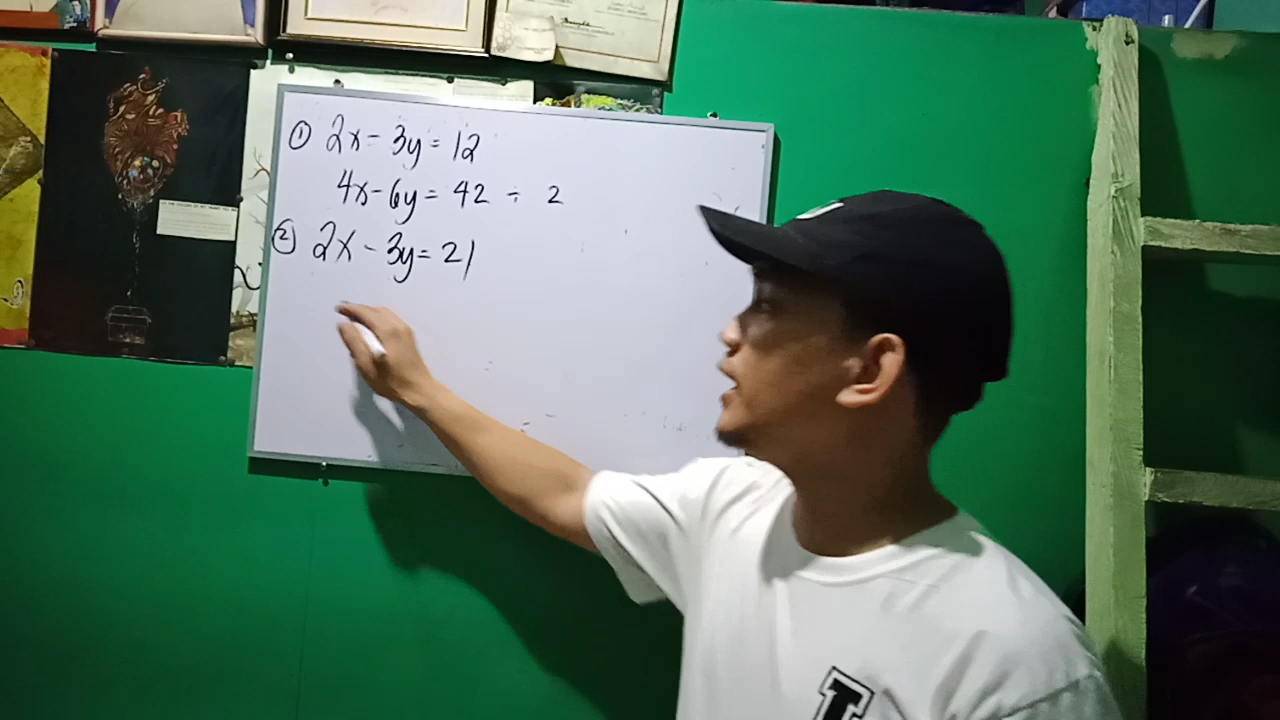 ① 2x - 3y = 12
4x - 6y = 42 ÷ 2
② 2x - 3y = 21